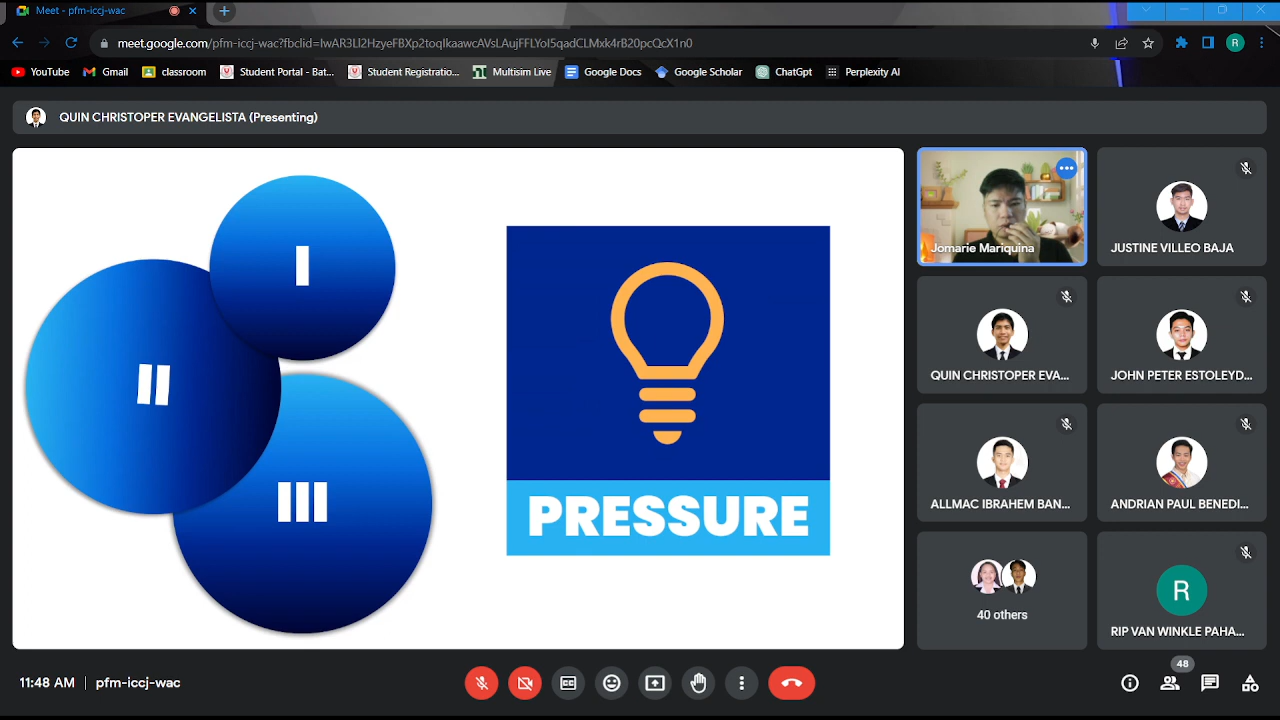 Meet - pfm-iccj-wac
meet.google.com/pfm-iccj-wac?fbclid=IwAR3Ll2HzyeFBXp2toqIkaawcAVsLAujFFLYoI5qadCLMxk4rB20pcQcX1n0
YouTube Gmail classroom Student Portal - Bat... Student Registratio... Multisim Live Google Docs Google Scholar ChatGpt Perplexity AI
R
QUIN CHRISTOPER EVANGELISTA (Presenting)
I
II
III
PRESSURE
Jomarie Mariquina
JUSTINE VILLEO BAJA
QUIN CHRISTOPER EVA...
JOHN PETER ESTOLEYD...
ALLMAC IBRAHEM BAN...
ANDRIAN PAUL BENEDI...
40 others
R
RIP VAN WINKLE PAHA...
11:48 AM | pfm-iccj-wac
48